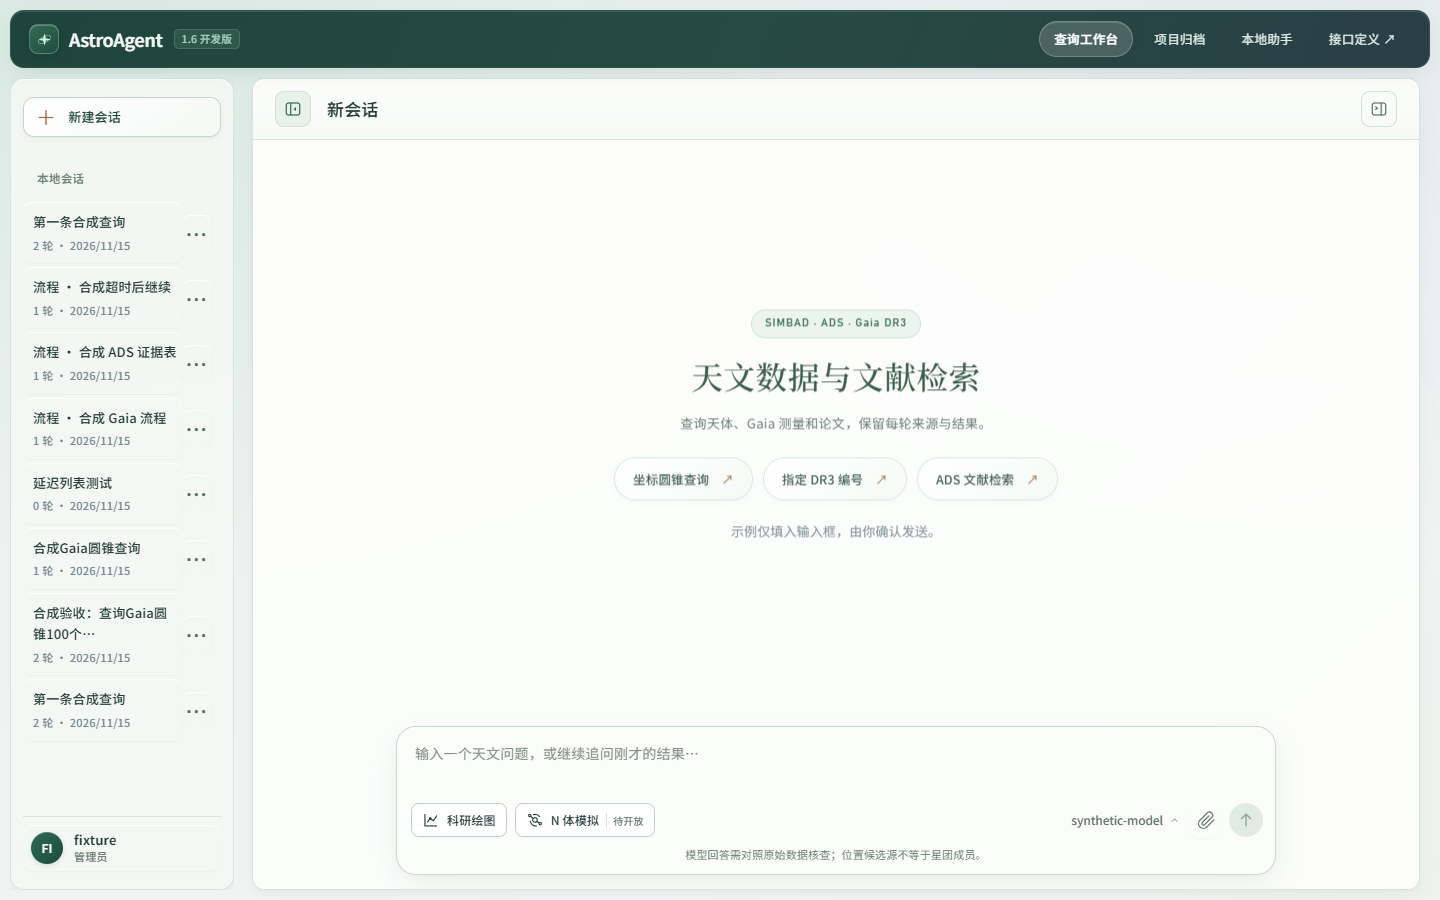 AstroAgent
1.6 开发版
查询工作台
项目归档
本地助手
接口定义 ↗
新建会话
本地会话
第一条合成查询
2 轮 · 2026/11/15
流程 · 合成超时后继续
1 轮 · 2026/11/15
流程 · 合成 ADS 证据表
1 轮 · 2026/11/15
流程 · 合成 Gaia 流程
1 轮 · 2026/11/15
延迟列表测试
0 轮 · 2026/11/15
合成Gaia圆锥查询
1 轮 · 2026/11/15
合成验收：查询Gaia圆
锥100个…
2 轮 · 2026/11/15
第一条合成查询
2 轮 · 2026/11/15
FI
fixture
管理员
新会话
SIMBAD · ADS · Gaia DR3
天文数据与文献检索
查询天体、Gaia 测量和论文，保留每轮来源与结果。
坐标圆锥查询 ↗
指定 DR3 编号 ↗
ADS 文献检索 ↗
示例仅填入输入框，由你确认发送。
输入一个天文问题，或继续追问刚才的结果…
科研绘图
N 体模拟
待开放
synthetic-model
模型回答需对照原始数据核查；位置候选源不等于星团成员。